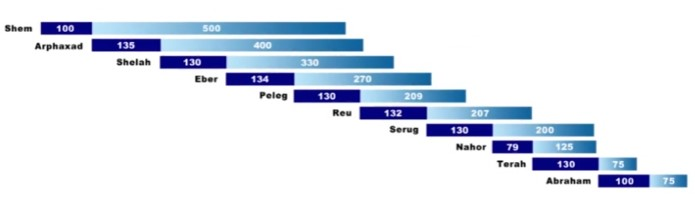 Shem 100 500
Arphaxad 135 400
Shelah 130 330
Eber 134 270
Peleg 130 209
Reu 132 207
Serug 130 200
Nahor 79 125
Terah 130 75
Abraham 100 75